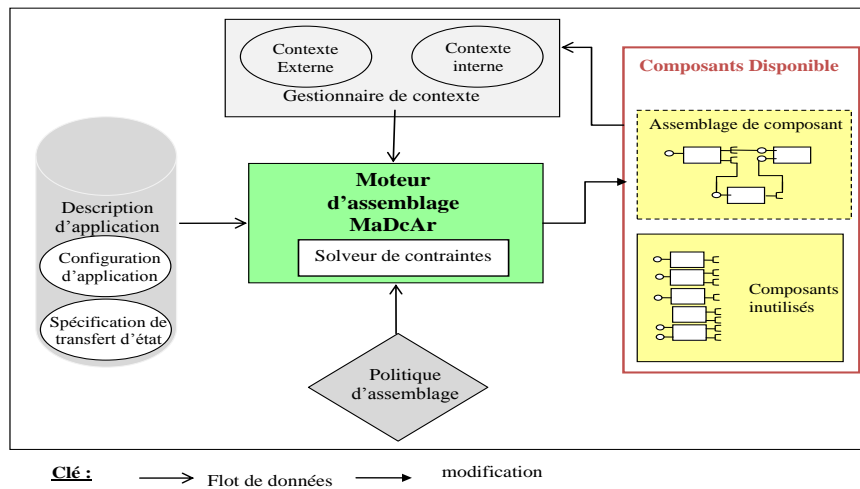 Contexte
Externe
Contexte
interne
Gestionnaire de contexte
Composants Disponible
Assemblage de composant
Composants
inutilisés
Description
d'application
Configuration
d'application
Spécification de
transfert d'état
Moteur
d'assemblage
MaDcAr
Solveur de contraintes
Politique
d'assemblage
Clé :
Flot de données
modification